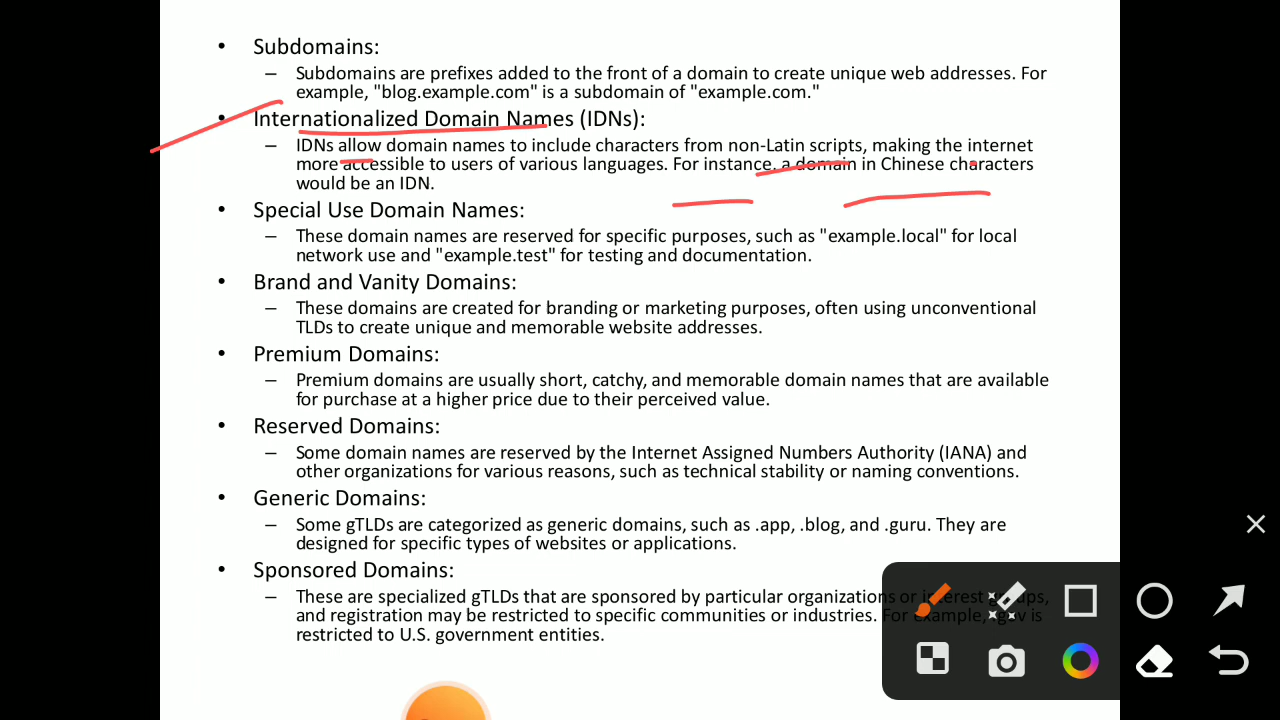 • Subdomains:
– Subdomains are prefixes added to the front of a domain to create unique web addresses. For
example, "blog.example.com" is a subdomain of "example.com."
• Internationalized Domain Names (IDNs):
– IDNs allow domain names to include characters from non-Latin scripts, making the internet
more accessible to users of various languages. For instance, a domain in Chinese characters
would be an IDN.
• Special Use Domain Names:
– These domain names are reserved for specific purposes, such as "example.local" for local
network use and "example.test" for testing and documentation.
• Brand and Vanity Domains:
– These domains are created for branding or marketing purposes, often using unconventional
TLDs to create unique and memorable website addresses.
• Premium Domains:
– Premium domains are usually short, catchy, and memorable domain names that are available
for purchase at a higher price due to their perceived value.
• Reserved Domains:
– Some domain names are reserved by the Internet Assigned Numbers Authority (IANA) and
other organizations for various reasons, such as technical stability or naming conventions.
• Generic Domains:
– Some gTLDs are categorized as generic domains, such as .app, .blog, and .guru. They are
designed for specific types of websites or applications.
• Sponsored Domains:
– These are specialized gTLDs that are sponsored by particular organizations or interest groups,
and registration may be restricted to specific communities or industries. For example, .gov is
restricted to U.S. government entities.